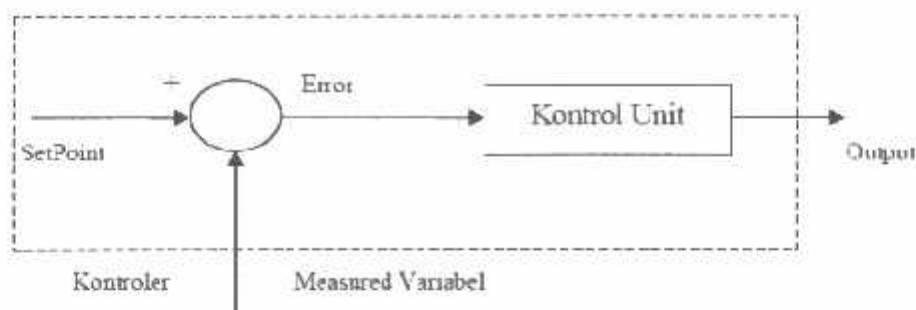 +
Error
Kontrol Unit
SetPoint
Output
Kontroler
Measured Variabel